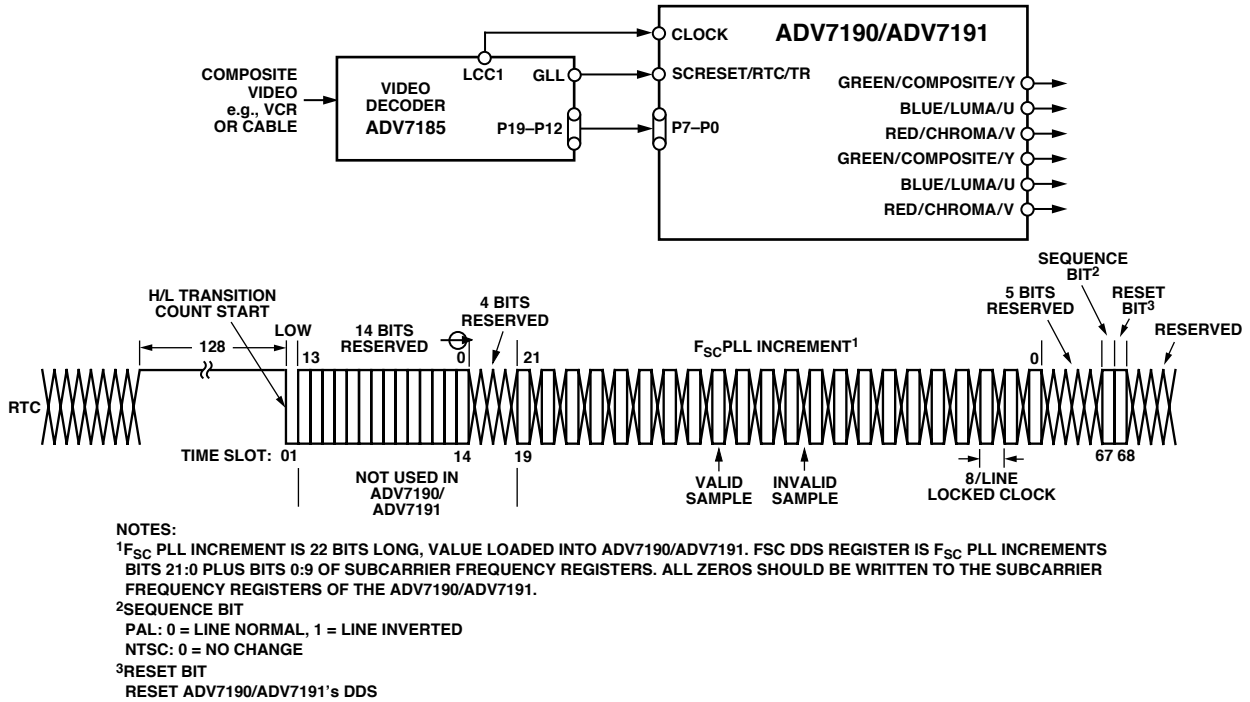 ADV7190/ADV7191
CLOCK
COMPOSITE
VIDEO
e.g., VCR
OR CABLE
VIDEO
DECODER
ADV7185
LCC1
GLL
P19–P12
SCRESET/RTC/TR
P7–P0
GREEN/COMPOSITE/Y
BLUE/LUMA/U
RED/CHROMA/V
GREEN/COMPOSITE/Y
BLUE/LUMA/U
RED/CHROMA/V
H/L TRANSITION
COUNT START
LOW
128
13
14 BITS
RESERVED
0
4 BITS
RESERVED
21
FSC PLL INCREMENT1
0
5 BITS
RESERVED
SEQUENCE
BIT2
RESET
BIT3
RESERVED
RTC
TIME SLOT: 01
14
19
67 68
NOT USED IN
ADV7190/
ADV7191
VALID
SAMPLE
INVALID
SAMPLE
8/LINE
LOCKED CLOCK
NOTES:
1FSC PLL INCREMENT IS 22 BITS LONG, VALUE LOADED INTO ADV7190/ADV7191. FSC DDS REGISTER IS FSC PLL INCREMENTS
BITS 21:0 PLUS BITS 0:9 OF SUBCARRIER FREQUENCY REGISTERS. ALL ZEROS SHOULD BE WRITTEN TO THE SUBCARRIER
FREQUENCY REGISTERS OF THE ADV7190/ADV7191.
2SEQUENCE BIT
PAL: 0 = LINE NORMAL, 1 = LINE INVERTED
NTSC: 0 = NO CHANGE
3RESET BIT
RESET ADV7190/ADV7191's DDS